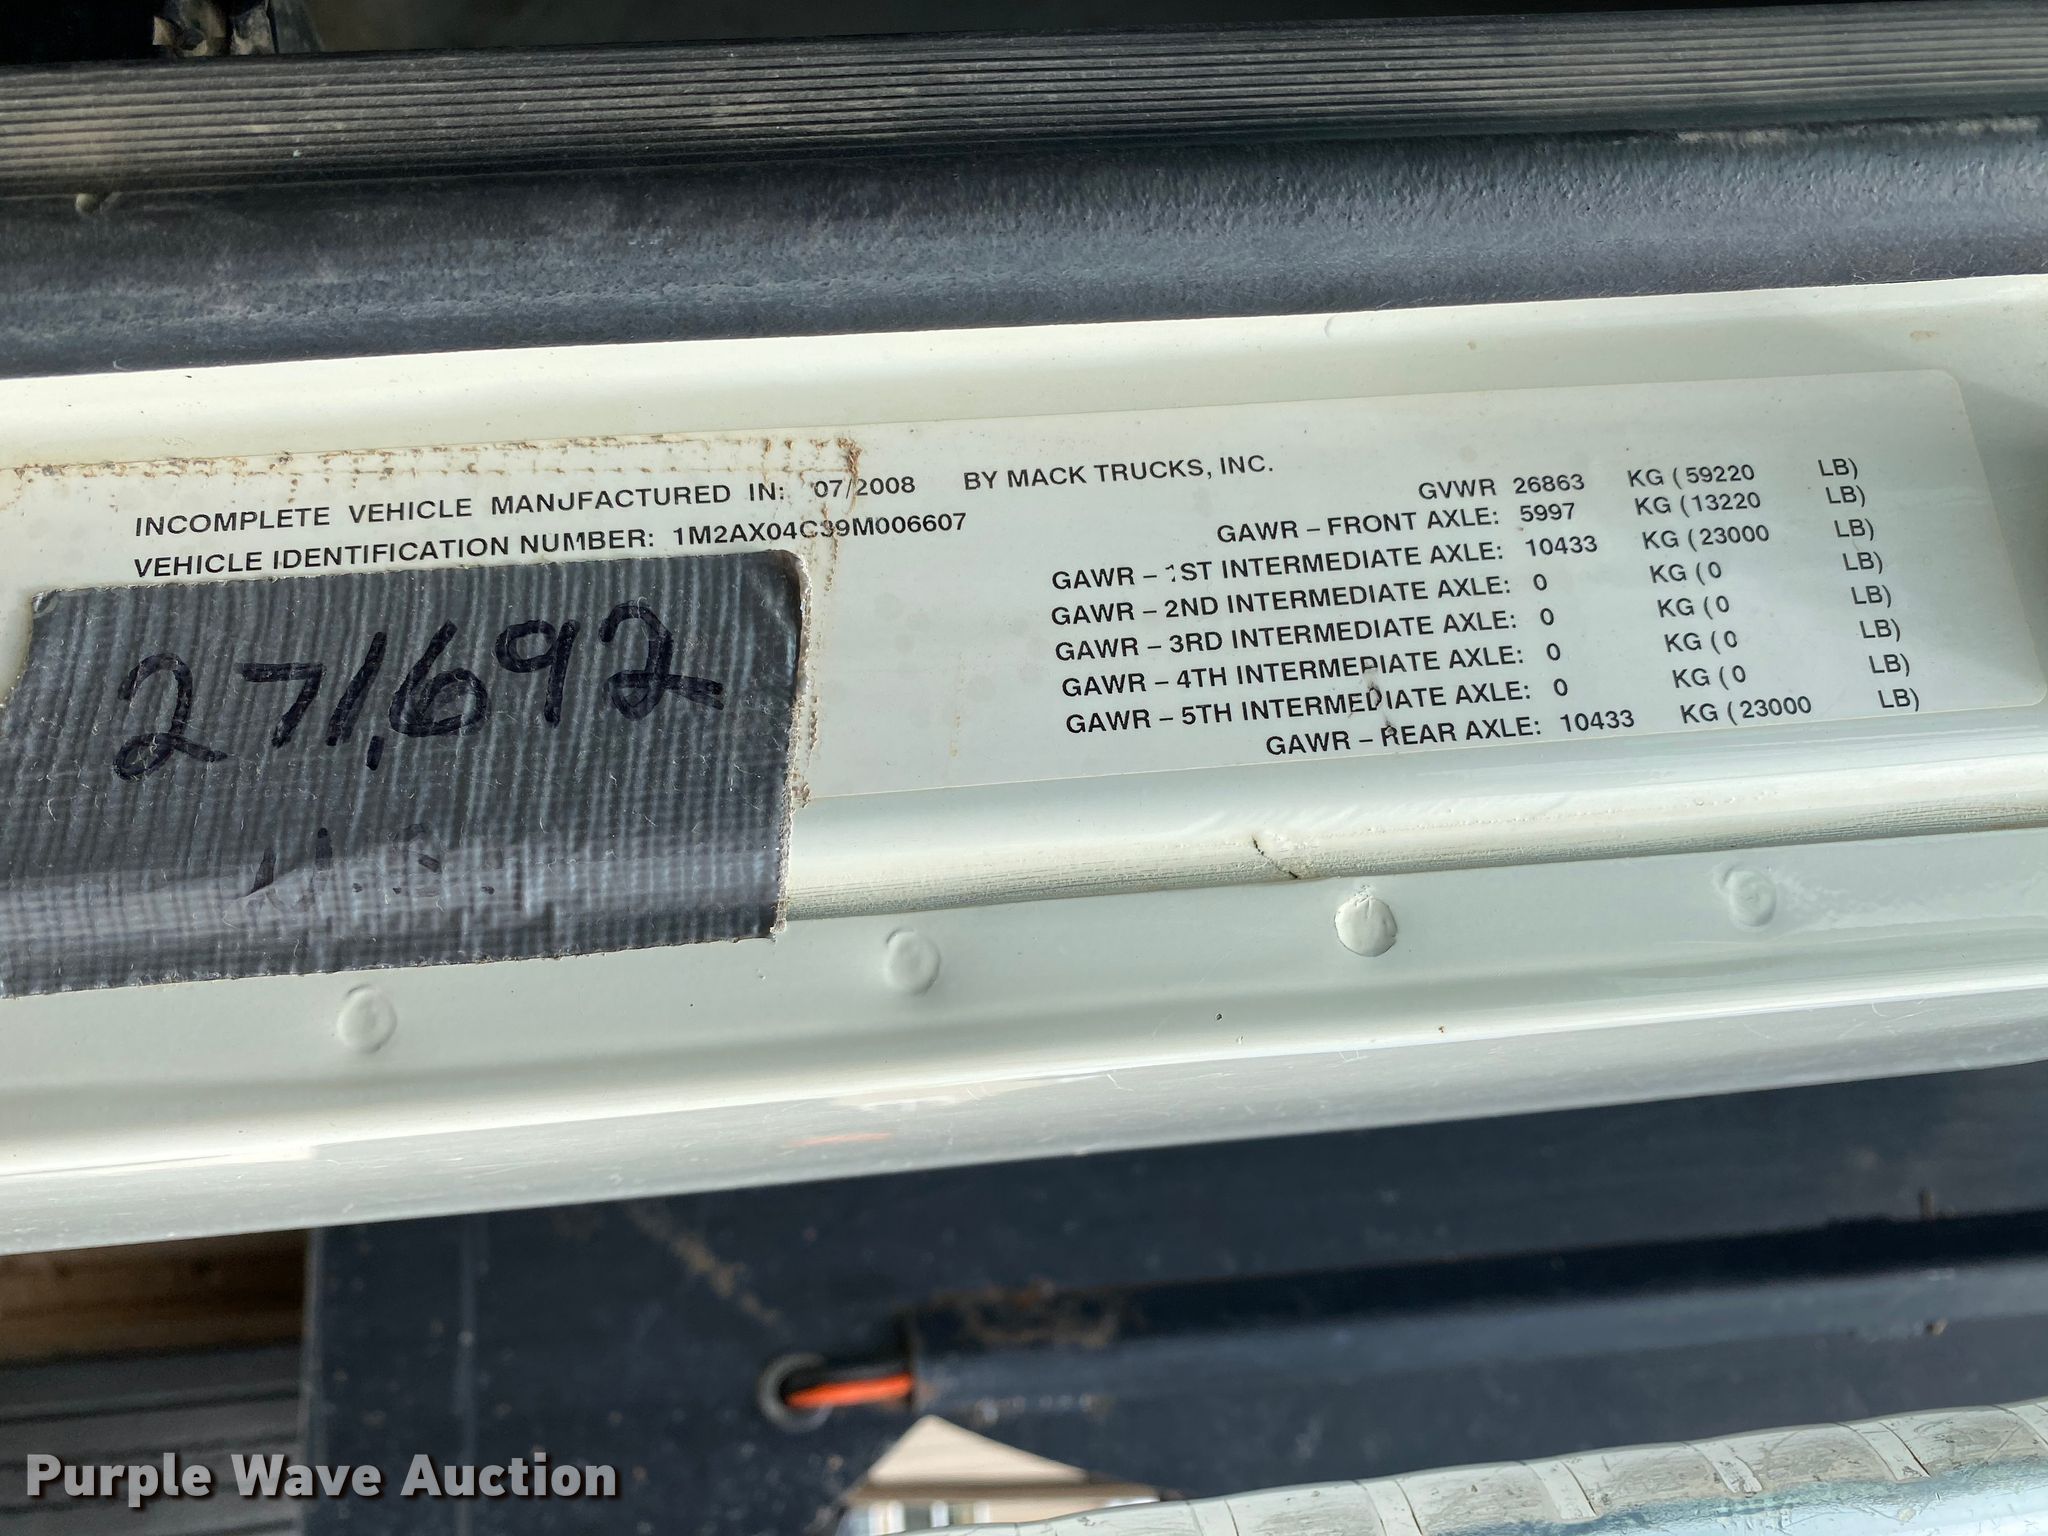 INCOMPLETE VEHICLE MANUFACTURED IN: 07/2008 BY MACK TRUCKS, INC.
VEHICLE IDENTIFICATION NUMBER: 1M2AX04C39M006607
GVWR 26863 KG (59220 LB)
GAWR – FRONT AXLE: 5997 KG (13220 LB)
GAWR – 1ST INTERMEDIATE AXLE: 10433 KG (23000 LB)
GAWR – 2ND INTERMEDIATE AXLE: 0 KG (0 LB)
GAWR – 3RD INTERMEDIATE AXLE: 0 KG (0 LB)
GAWR – 4TH INTERMEDIATE AXLE: 0 KG (0 LB)
GAWR – 5TH INTERMEDIATE AXLE: 0 KG (0 LB)
GAWR – REAR AXLE: 10433 KG (23000 LB)
271,692
Purple Wave Auction